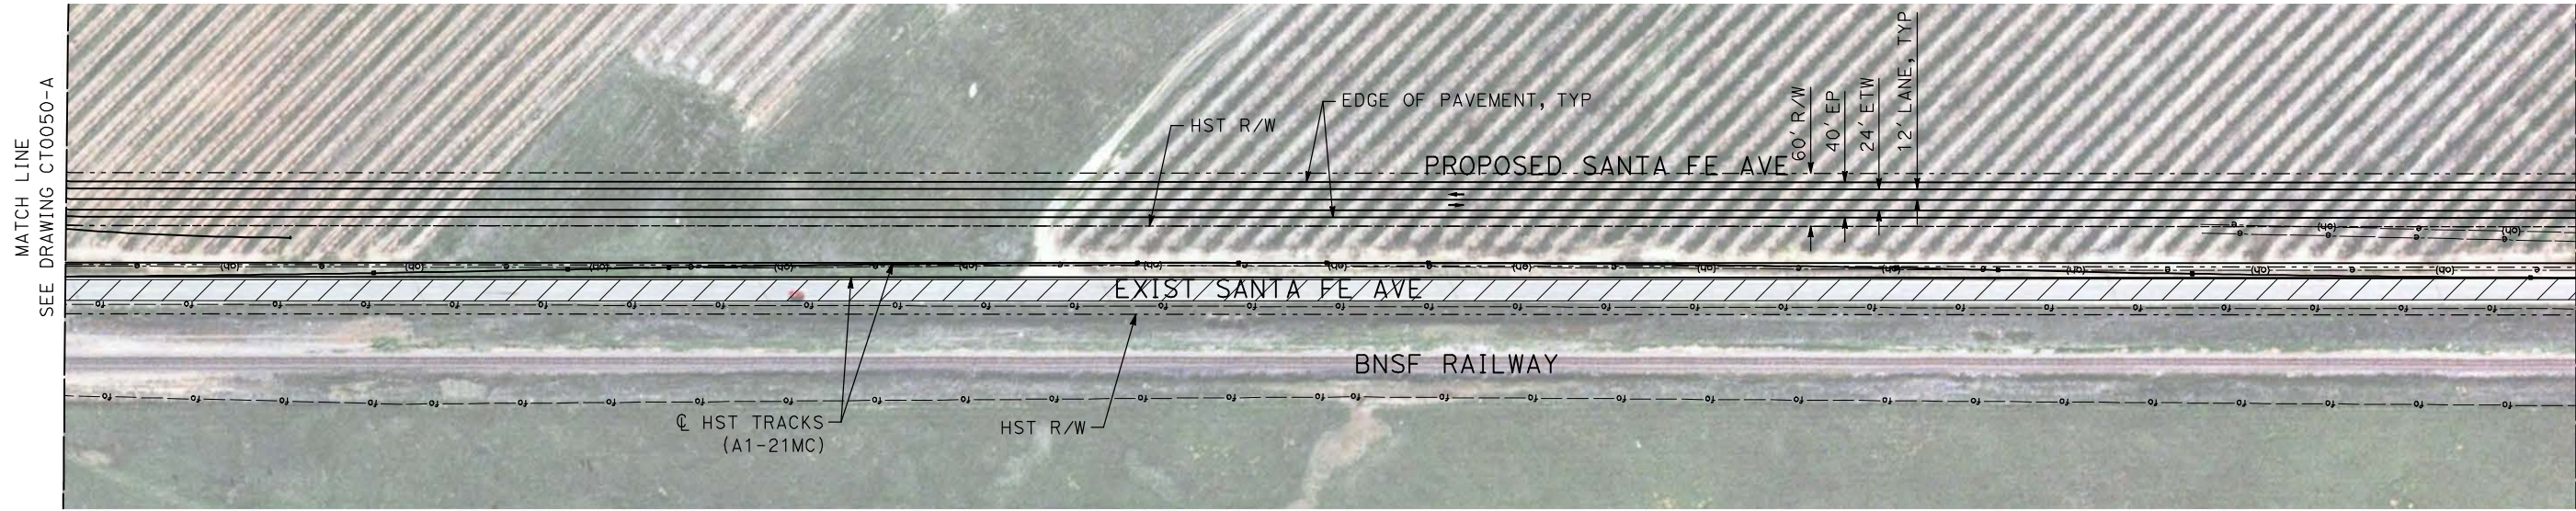 MATCH LINE
SEE DRAWING CT0050-A
HST R/W
EDGE OF PAVEMENT, TYP
PROPOSED SANTA FE AVE
60' R/W
40' EP
24' ETW
12' LANE, TYP
EXIST SANTA FE AVE
BNSF RAILWAY
℄ HST TRACKS
(A1-21MC)
HST R/W